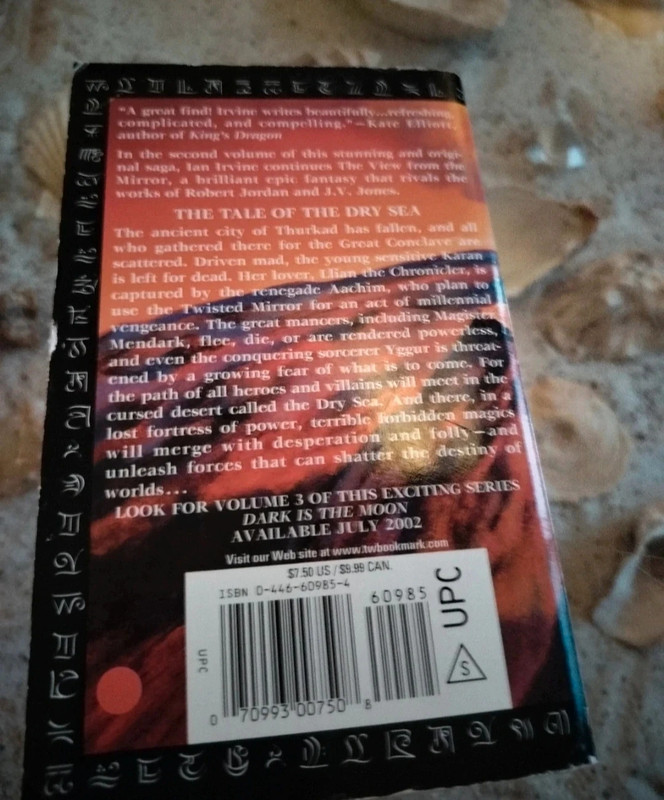 "A great find! Irvine writes beautifully...refreshing,
complicated, and compelling."—Kate Elliott,
author of King's Dragon
In the second volume of this stunning and origi-
nal saga, Ian Irvine continues The View from the
Mirror, a brilliant epic fantasy that rivals the
works of Robert Jordan and J.V. Jones.
THE TALE OF THE DRY SEA
The ancient city of Thurkad has fallen, and all
who gathered there for the Great Conclave are
scattered. Driven mad, the young sensitive Karan
is left for dead. Her lover, Llian the Chronicler, is
captured by the renegade Aachim, who plan to
use the Twisted Mirror for an act of millennial
vengeance. The great mancers, including Magister
Mendark, flee, die, or are rendered powerless,
and even the conquering sorcerer Yggur is threat-
ened by a growing fear of what is to come. For
the path of all heroes and villains will meet in the
cursed desert called the Dry Sea. And there, in a
lost fortress of power, terrible forbidden magics
will merge with desperation and folly—and
unleash forces that can shatter the destiny of
worlds...
LOOK FOR VOLUME 3 OF THIS EXCITING SERIES
DARK IS THE MOON
AVAILABLE JULY 2002
Visit our Web site at www.twbookmark.com
$7.50 US / $9.99 CAN.
ISBN 0-446-60985-4
60985
UPC
UPC
S
0 70993 00750 8